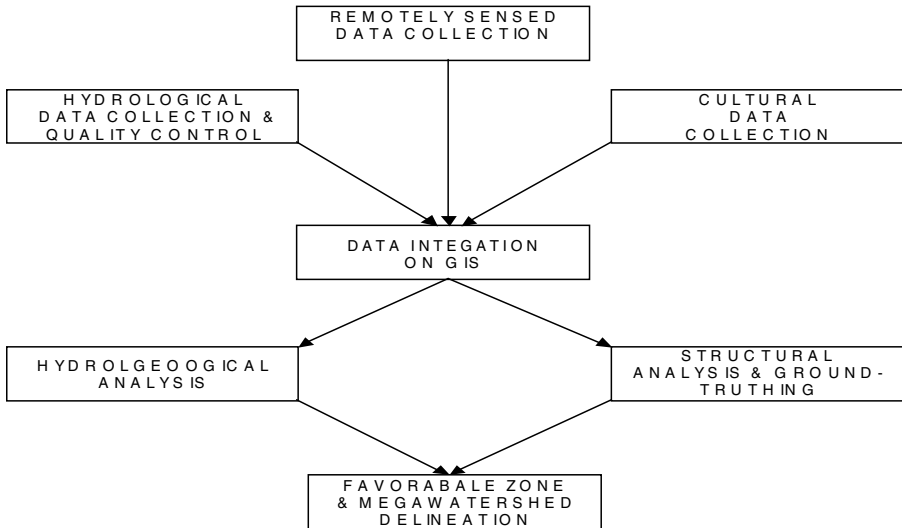 REMOTELY SENSED
DATA COLLECTION
HYDROLOGICAL
DATA COLLECTION &
QUALITY CONTROL
CULTURAL
DATA
COLLECTION
DATA INTEGATION
ON GIS
HYDROLGEOOGICAL
ANALYSIS
STRUCTURAL
ANALYSIS & GROUND-
TRUTHING
FAVORABALE ZONE
& MEGAWATERSHED
DELINEATION